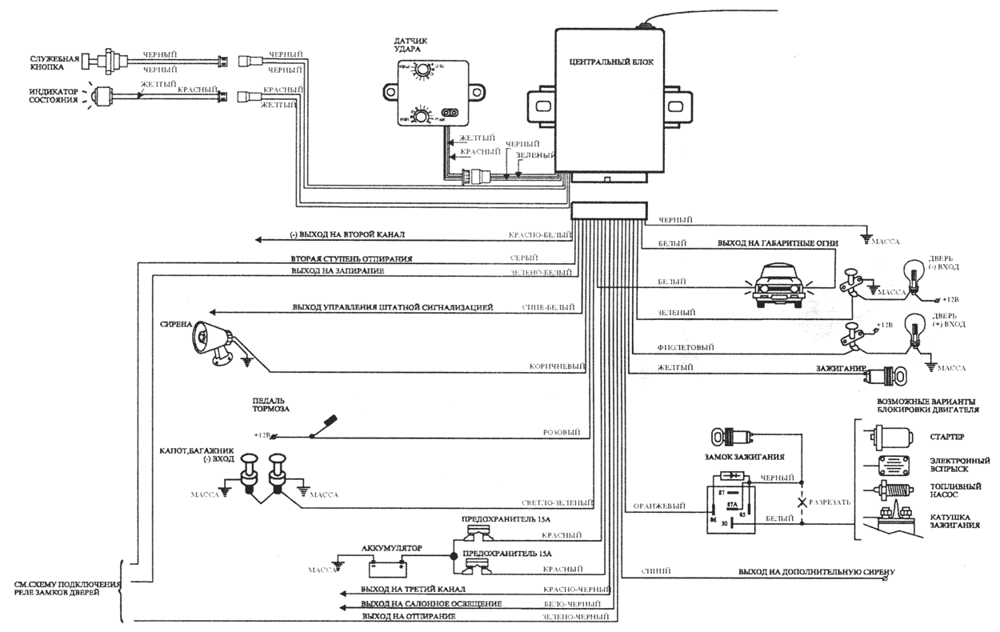 ДАТЧИК
УДАРА
ЦЕНТРАЛЬНЫЙ БЛОК
СЛУЖЕБНАЯ
КНОПКА
ЧЕРНЫЙ
ЧЕРНЫЙ
ЧЕРНЫЙ
ЧЕРНЫЙ
ИНДИКАТОР
СОСТОЯНИЯ
ЖЕЛТЫЙ
КРАСНЫЙ
КРАСНЫЙ
ЖЕЛТЫЙ
min
max
ЖЕЛТЫЙ
КРАСНЫЙ
ЧЕРНЫЙ
ЗЕЛЕНЫЙ
(-) ВЫХОД НА ВТОРОЙ КАНАЛ
КРАСНО-БЕЛЫЙ
ВТОРАЯ СТУПЕНЬ ОТПИРАНИЯ
СЕРЫЙ
ВЫХОД НА ЗАПИРАНИЕ
ЗЕЛЕНО-БЕЛЫЙ
ВЫХОД УПРАВЛЕНИЯ ШТАТНОЙ СИГНАЛИЗАЦИЕЙ
СИНЕ-БЕЛЫЙ
СИРЕНА
КОРИЧНЕВЫЙ
ПЕДАЛЬ
ТОРМОЗА
+12В
РОЗОВЫЙ
КАПОТ,БАГАЖНИК
(-) ВХОД
МАССА
МАССА
СВЕТЛО-ЗЕЛЕНЫЙ
ПРЕДОХРАНИТЕЛЬ 15А
КРАСНЫЙ
АККУМУЛЯТОР
ПРЕДОХРАНИТЕЛЬ 15А
МАССА
КРАСНЫЙ
СМ.СХЕМУ ПОДКЛЮЧЕНИЯ
РЕЛЕ ЗАМКОВ ДВЕРЕЙ
ВЫХОД НА ТРЕТИЙ КАНАЛ
КРАСНО-ЧЕРНЫЙ
ВЫХОД НА САЛОННОЕ ОСВЕЩЕНИЕ
БЕЛО-ЧЕРНЫЙ
ВЫХОД НА ОТПИРАНИЕ
ЗЕЛЕНО-ЧЕРНЫЙ
ЧЕРНЫЙ
МАССА
БЕЛЫЙ
ВЫХОД НА ГАБАРИТНЫЕ ОГНИ
БЕЛЫЙ
ДВЕРЬ
(-) ВХОД
МАССА
+12В
ЗЕЛЕНЫЙ
ДВЕРЬ
(+) ВХОД
+12В
ФИОЛЕТОВЫЙ
МАССА
ЖЕЛТЫЙ
ЗАЖИГАНИЕ
ВОЗМОЖНЫЕ ВАРИАНТЫ
БЛОКИРОВКИ ДВИГАТЕЛЯ
СТАРТЕР
ЗАМОК ЗАЖИГАНИЯ
ЭЛЕКТРОННЫЙ
ВСПРЫСК
ЧЕРНЫЙ
ТОПЛИВНЫЙ
НАСОС
87
87А
86
85
30
РАЗРЕЗАТЬ
ОРАНЖЕВЫЙ
БЕЛЫЙ
КАТУШКА
ЗАЖИГАНИЯ
СИНИЙ
ВЫХОД НА ДОПОЛНИТЕЛЬНУЮ СИРЕНУ